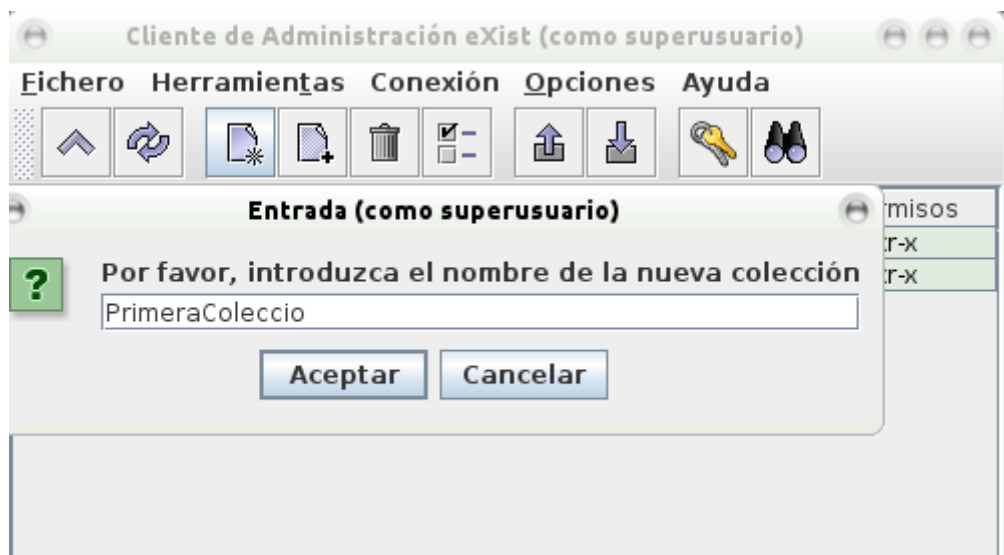 Cliente de Administración eXist (como superusuario)
Fichero Herramientas Conexión Opciones Ayuda
Entrada (como superusuario)
rmisos
r-x
Por favor, introduzca el nombre de la nueva colección
r-x
PrimeraColeccio
Aceptar Cancelar